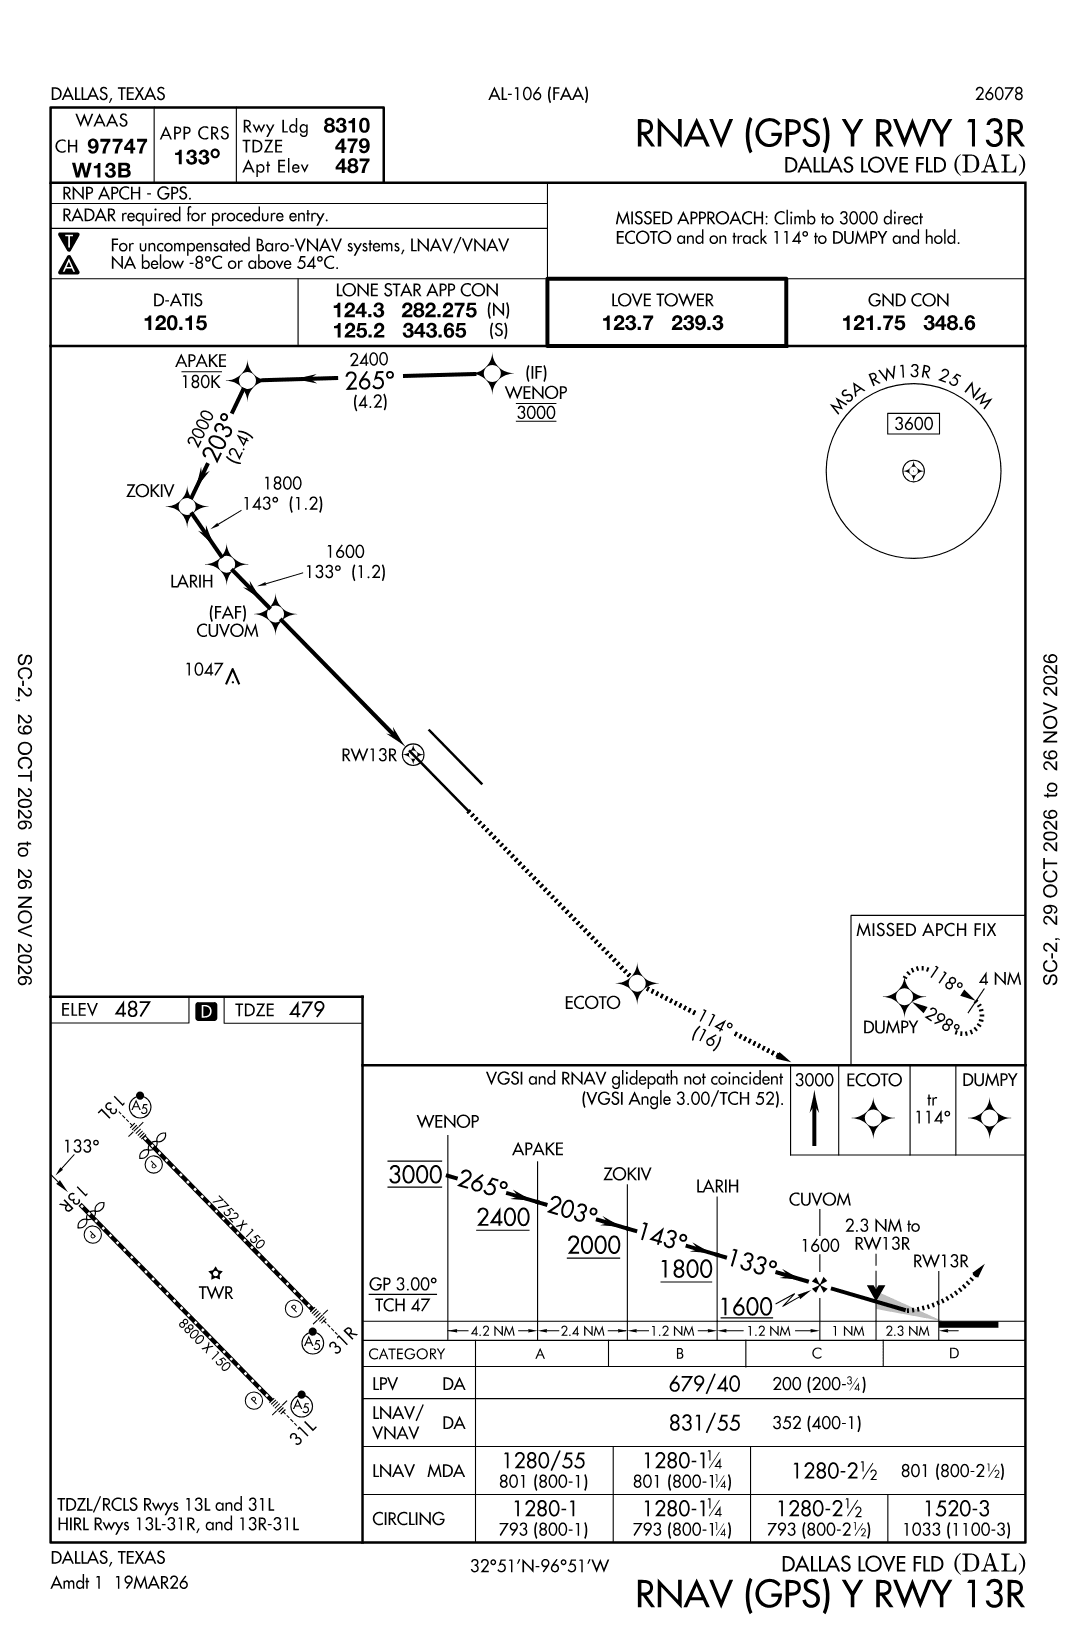 DALLAS, TEXAS
AL-106 (FAA)
26078
WAAS
CH 97747
W13B
APP CRS
133°
Rwy Ldg 8310
TDZE 479
Apt Elev 487
RNAV (GPS) Y RWY 13R
DALLAS LOVE FLD (DAL)
RNP APCH - GPS.
RADAR required for procedure entry.
T
A
For uncompensated Baro-VNAV systems, LNAV/VNAV
NA below -8°C or above 54°C.
MISSED APPROACH: Climb to 3000 direct
ECOTO and on track 114° to DUMPY and hold.
D-ATIS
120.15
LONE STAR APP CON
124.3 282.275 (N)
125.2 343.65 (S)
LOVE TOWER
123.7 239.3
GND CON
121.75 348.6
APAKE
180K
2400
265°
(4.2)
(IF)
WENOP
3000
MSA RW13R 25 NM
3600
2000
203°
(2.4)
ZOKIV
1800
143° (1.2)
LARIH
1600
133° (1.2)
(FAF)
CUVOM
1047
RW13R
SC-2, 29 OCT 2026 to 26 NOV 2026
SC-2, 29 OCT 2026 to 26 NOV 2026
ECOTO
114°
(16)
MISSED APCH FIX
118°
4 NM
298°
DUMPY
ELEV 487
D
TDZE 479
13L
A5
P
133°
13R
P
7752 X 150
TWR
8800 X 150
P
A5
31R
P
A5
31L
TDZL/RCLS Rwys 13L and 31L
HIRL Rwys 13L-31R, and 13R-31L
VGSI and RNAV glidepath not coincident
(VGSI Angle 3.00/TCH 52).
3000
ECOTO
tr
114°
DUMPY
WENOP
APAKE
ZOKIV
LARIH
CUVOM
1600
2.3 NM to
RW13R
RW13R
3000
265°
2400
203°
2000
143°
1800
133°
1600
GP 3.00°
TCH 47
4.2 NM
2.4 NM
1.2 NM
1.2 NM
1 NM
2.3 NM
CATEGORY A B C D
LPV DA 679/40 200 (200-¾)
LNAV/
VNAV DA 831/55 352 (400-1)
LNAV MDA
1280/55
801 (800-1)
1280-1¼
801 (800-1¼)
1280-2½ 801 (800-2½)
CIRCLING
1280-1
793 (800-1)
1280-1¼
793 (800-1¼)
1280-2½
793 (800-2½)
1520-3
1033 (1100-3)
DALLAS, TEXAS
Amdt 1 19MAR26
32°51'N-96°51'W
DALLAS LOVE FLD (DAL)
RNAV (GPS) Y RWY 13R